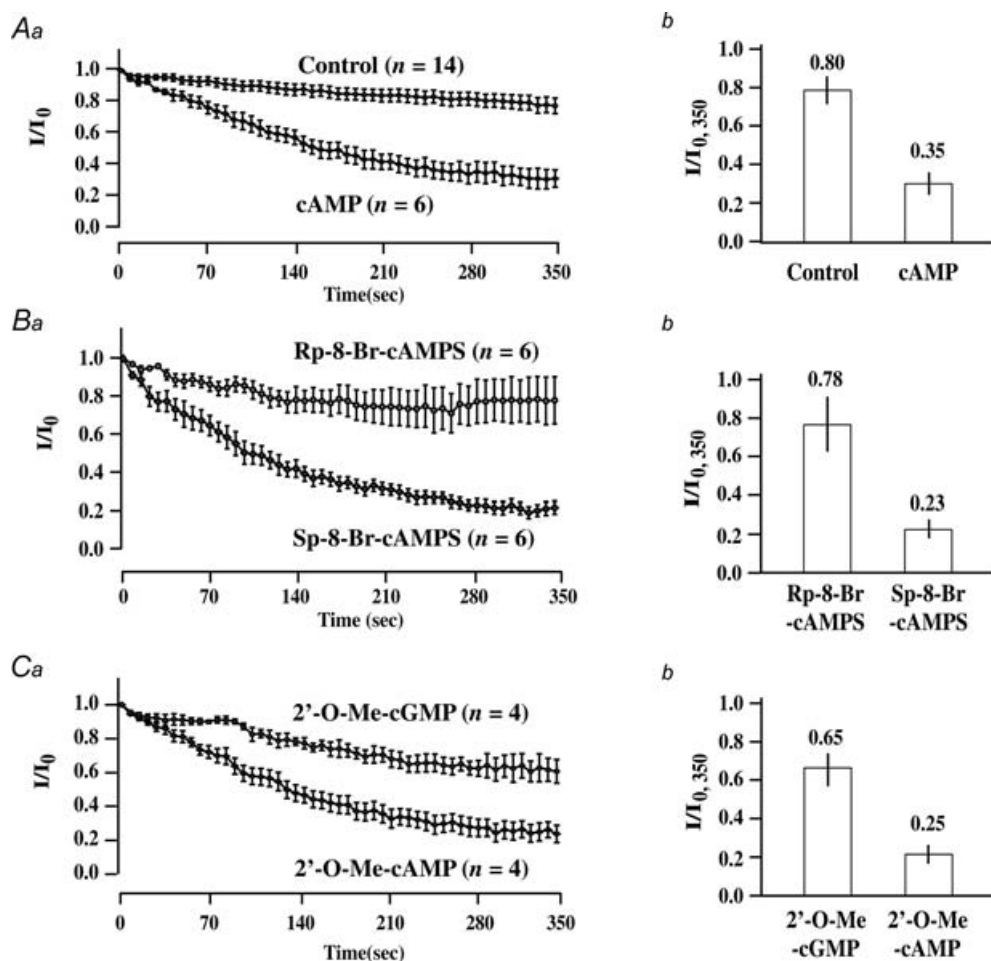 Aa
I/I0
1.0
0.8
0.6
0.4
0.2
0.0
Control (n = 14)
cAMP (n = 6)
0 70 140 210 280 350
Time(sec)
b
I/I0, 350
1.0
0.8
0.6
0.4
0.2
0.0
0.80
0.35
Control cAMP
Ba
I/I0
1.0
0.8
0.6
0.4
0.2
0.0
Rp-8-Br-cAMPS (n = 6)
Sp-8-Br-cAMPS (n = 6)
0 70 140 210 280 350
Time (sec)
b
I/I0, 350
1.0
0.8
0.6
0.4
0.2
0.0
0.78
0.23
Rp-8-Br Sp-8-Br
-cAMPS -cAMPS
Ca
I/I0
1.0
0.8
0.6
0.4
0.2
0.0
2’-O-Me-cGMP (n = 4)
2’-O-Me-cAMP (n = 4)
0 70 140 210 280 350
Time(sec)
b
I/I0, 350
1.0
0.8
0.6
0.4
0.2
0.0
0.65
0.25
2’-O-Me 2’-O-Me
-cGMP -cAMP